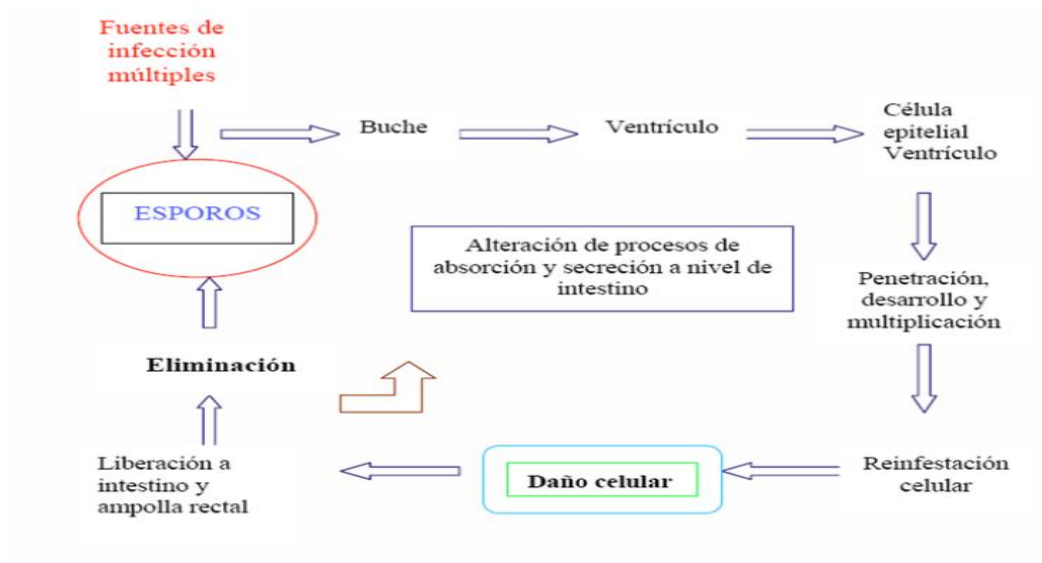 Fuentes de
infección
múltiples
ESPOROS
Buche
Ventrículo
Célula
epitelial
Ventrículo
Penetración,
desarrollo y
multiplicación
Reinfestación
celular
Daño celular
Liberación a
intestino y
ampolla rectal
Eliminación
Alteración de procesos de
absorción y secreción a nivel de
intestino